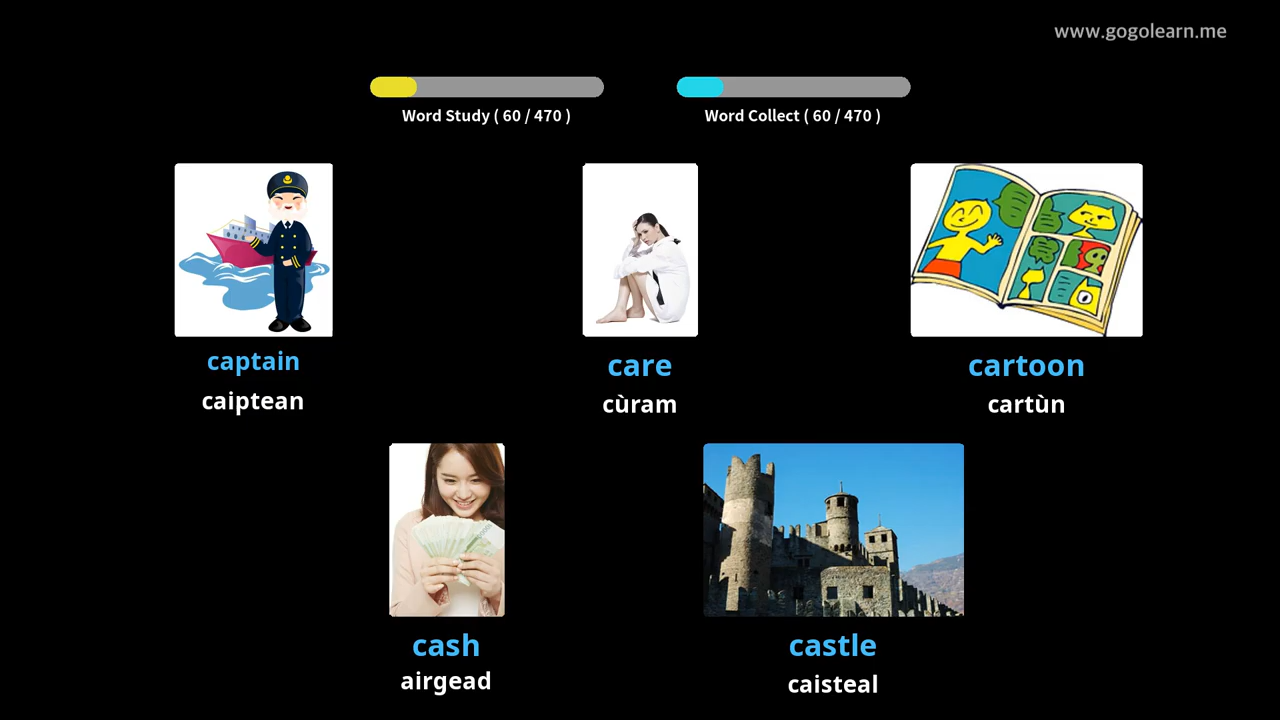 www.gogolearn.me
Word Study ( 60 / 470 )
Word Collect ( 60 / 470 )
captain
caiptean
care
cùram
cartoon
cartùn
cash
airgead
castle
caisteal